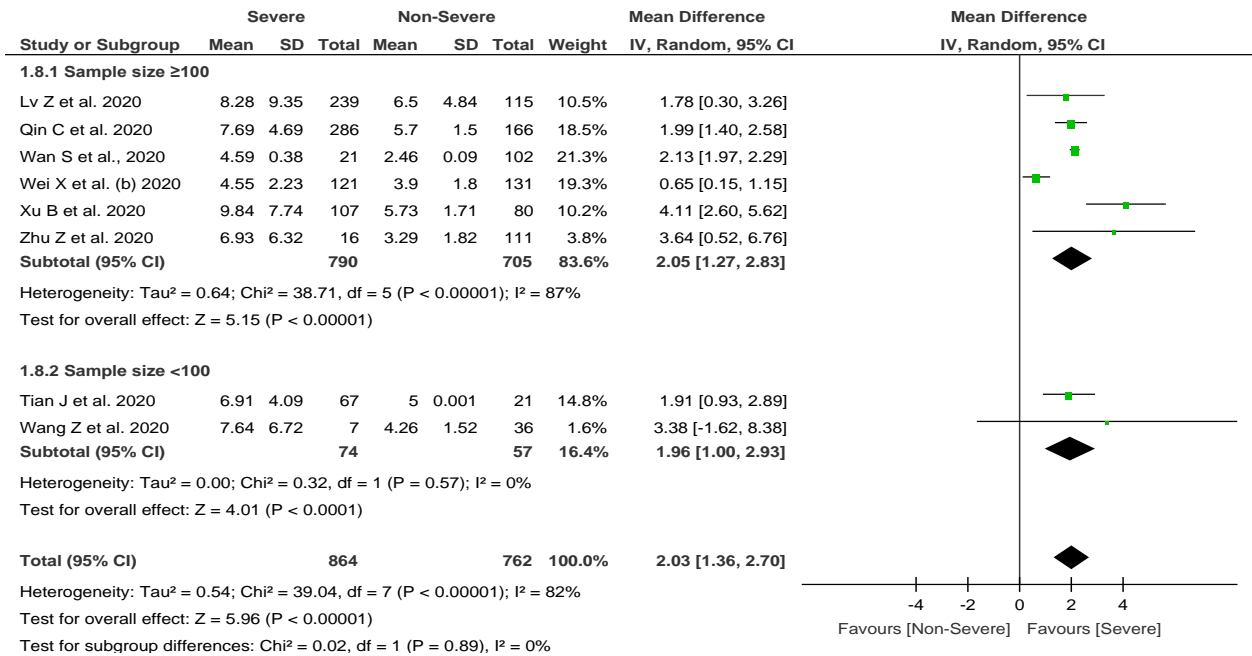 Severe Non-Severe Mean Difference Mean Difference
Study or Subgroup Mean SD Total Mean SD Total Weight IV, Random, 95% CI IV, Random, 95% CI
1.8.1 Sample size ≥100
Lv Z et al. 2020 8.28 9.35 239 6.5 4.84 115 10.5% 1.78 [0.30, 3.26]
Qin C et al. 2020 7.69 4.69 286 5.7 1.5 166 18.5% 1.99 [1.40, 2.58]
Wan S et al., 2020 4.59 0.38 21 2.46 0.09 102 21.3% 2.13 [1.97, 2.29]
Wei X et al. (b) 2020 4.55 2.23 121 3.9 1.8 131 19.3% 0.65 [0.15, 1.15]
Xu B et al. 2020 9.84 7.74 107 5.73 1.71 80 10.2% 4.11 [2.60, 5.62]
Zhu Z et al. 2020 6.93 6.32 16 3.29 1.82 111 3.8% 3.64 [0.52, 6.76]
Subtotal (95% CI) 790 705 83.6% 2.05 [1.27, 2.83]
Heterogeneity: Tau² = 0.64; Chi² = 38.71, df = 5 (P < 0.00001); I² = 87%
Test for overall effect: Z = 5.15 (P < 0.00001)
1.8.2 Sample size <100
Tian J et al. 2020 6.91 4.09 67 5 0.001 21 14.8% 1.91 [0.93, 2.89]
Wang Z et al. 2020 7.64 6.72 7 4.26 1.52 36 1.6% 3.38 [-1.62, 8.38]
Subtotal (95% CI) 74 57 16.4% 1.96 [1.00, 2.93]
Heterogeneity: Tau² = 0.00; Chi² = 0.32, df = 1 (P = 0.57); I² = 0%
Test for overall effect: Z = 4.01 (P < 0.0001)
Total (95% CI) 864 762 100.0% 2.03 [1.36, 2.70]
Heterogeneity: Tau² = 0.54; Chi² = 39.04, df = 7 (P < 0.00001); I² = 82%
Test for overall effect: Z = 5.96 (P < 0.00001)
Test for subgroup differences: Chi² = 0.02, df = 1 (P = 0.89), I² = 0%
-4 -2 0 2 4
Favours [Non-Severe] Favours [Severe]